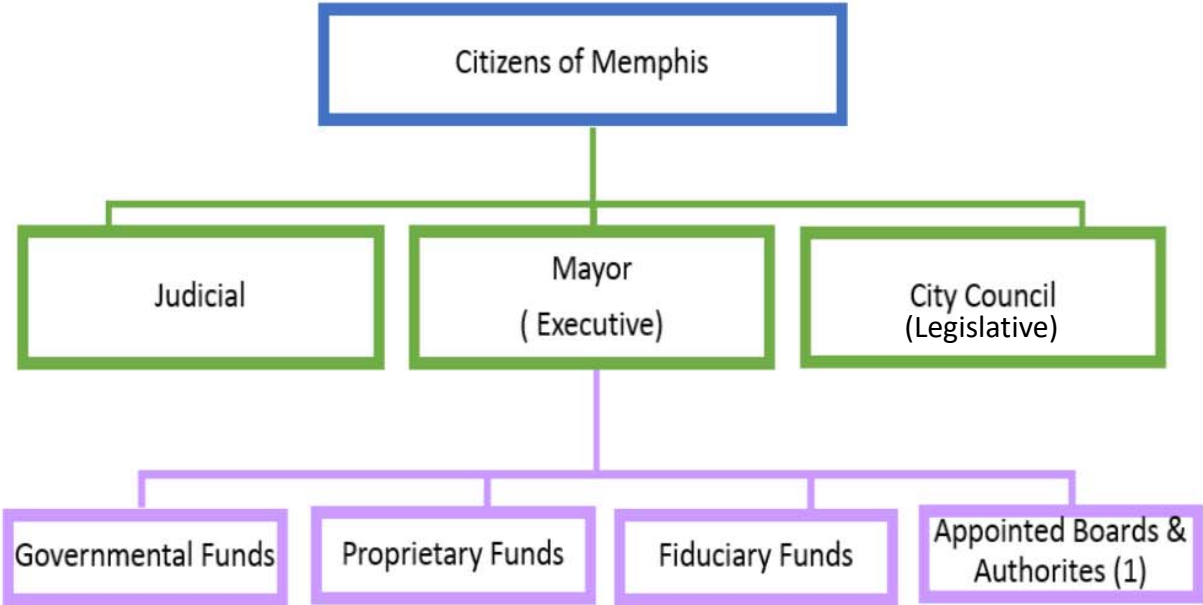 Citizens of Memphis
Judicial
Mayor
( Executive)
City Council
(Legislative)
Governmental Funds
Proprietary Funds
Fiduciary Funds
Appointed Boards &
Authorites (1)